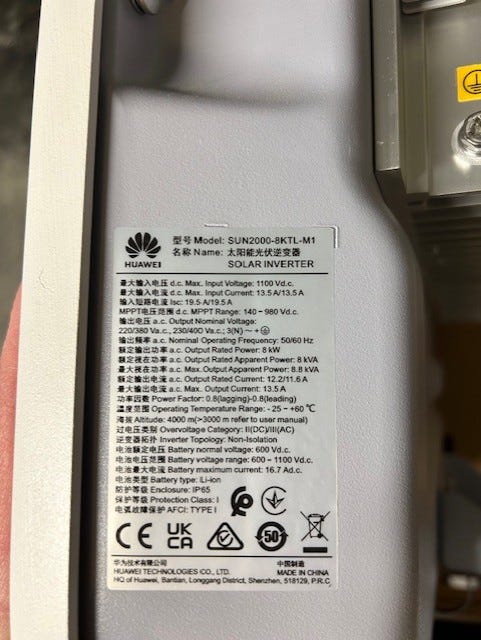 HUAWEI
型号 Model: SUN2000-8KTL-M1
名称 Name: 太阳能光伏逆变器
SOLAR INVERTER
最大输入电压 d.c. Max. Input Voltage: 1100 Vd.c.
最大输入电流 d.c. Max. Input Current: 13.5 A/13.5 A
输入短路电流 Isc: 19.5 A/19.5 A
MPPT电压范围 d.c. MPPT Range: 140 – 980 Vd.c.
输出电压 a.c. Output Nominal Voltage:
220/380 Va.c., 230/400 Va.c.; 3(N)~+
输出频率 a.c. Nominal Operating Frequency: 50/60 Hz
额定输出功率 a.c. Output Rated Power: 8 kW
额定视在功率 a.c. Output Rated Apparent Power: 8 kVA
最大视在功率 a.c. Max.Output Apparent Power: 8.8 kVA
额定输出电流 a.c. Output Rated Current: 12.2/11.6 A
最大输出电流 a.c. Max. Output Current: 13.5 A
功率因数 Power Factor: 0.8(lagging)-0.8(leading)
温度范围 Operating Temperature Range: - 25 ~ +60℃
海拔 Altitude: 4000 m (>3000 m refer to user manual)
过电压类别 Overvoltage Category: II(DC)/III(AC)
逆变器拓扑 Inverter Topology: Non-Isolation
电池额定电压 Battery normal voltage: 600 Vd.c.
电池电压范围 Battery voltage range: 600 – 1100 Vd.c.
电池最大电流 Battery maximum current: 16.7 Ad.c.
电池类型 Battery type: Li-ion
防护等级 Enclosure: IP65
保护等级 Protection Class: I
电弧故障保护 AFCI: TYPE I
CE UK CA 50
华为技术有限公司
HUAWEI TECHNOLOGIES CO., LTD.
HQ of Huawei, Bantian, Longgang District, Shenzhen, 518129, P.R.C
中国制造
MADE IN CHINA